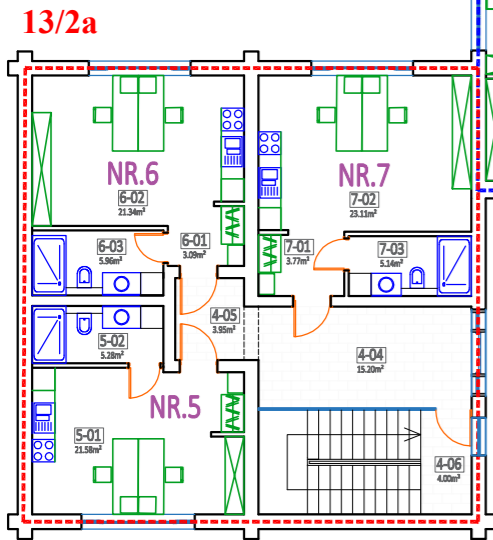 13/2a
NR.6
6-02
21.34m²
NR.7
7-02
23.11m²
6-03
5.96m²
6-01
3.09m²
7-01
3.77m²
7-03
5.14m²
4-05
3.95m²
5-02
5.28m²
4-04
15.20m²
NR.5
5-01
21.58m²
4-06
4.00m²